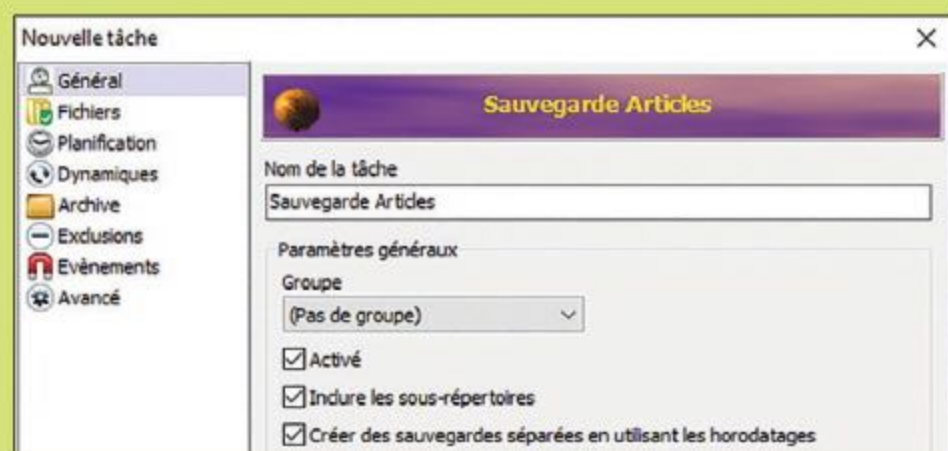 Nouvelle tâche
Général
Fichiers
Planification
Dynamiques
Archive
Exclusions
Evènements
Avancé
Sauvegarde Articles
Nom de la tâche
Sauvegarde Articles
Paramètres généraux
Groupe
(Pas de groupe)
Activé
Inclure les sous-répertoires
Créer des sauvegardes séparées en utilisant les horodatages